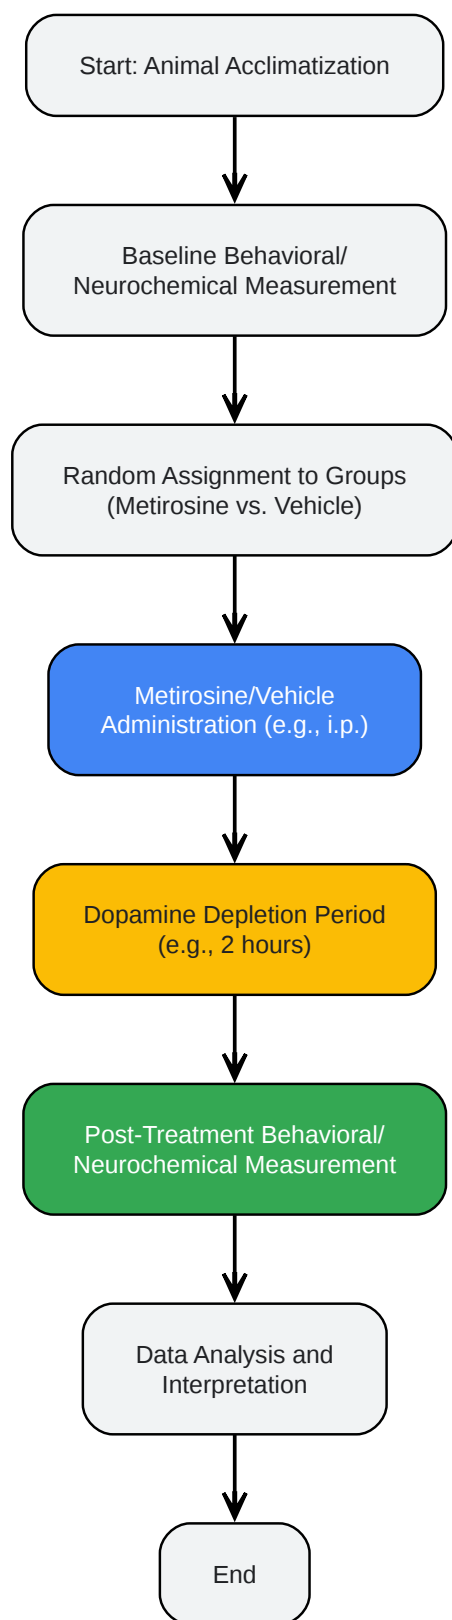 Start: Animal Acclimatization
Baseline Behavioral/
Neurochemical Measurement
Random Assignment to Groups
(Metirosine vs. Vehicle)
Metirosine/Vehicle
Administration (e.g., i.p.)
Dopamine Depletion Period
(e.g., 2 hours)
Post-Treatment Behavioral/
Neurochemical Measurement
Data Analysis and
Interpretation
End